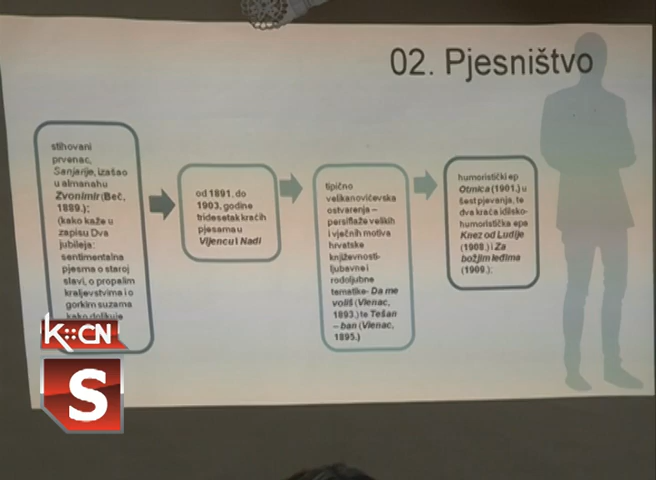 02. Pjesništvo
stihovani
prvenac,
Sanjarije, izašao
u almanahu
Zvonimir (Beč,
1889.);
(kako kaže u
zapisu Dva
jubileja:
sentimentalna
pjesma o staroj
slavi, o propalim
kraljevstvima i o
gorkim suzama
kako dolikuje
od 1891. do
1903. godine
tridesetak kraćih
pjesama u
Vijencu i Nadi
tipično
velikanovićevska
ostvarenja –
persiflaže velikih
i vječnih motiva
hrvatske
književnosti-
ljubavne i
rodoljubne
tematike- Da me
voliš (Vienac,
1893.) te Tešan
– ban (Vienac,
1895.)
humoristički ep
Otmica (1901.) u
šest pjevanja, te
dva kraća idilsko-
humoristička epa
Knez od Ludije
(1908.) i Za
božjim leđima
(1909.);
K::CN
S